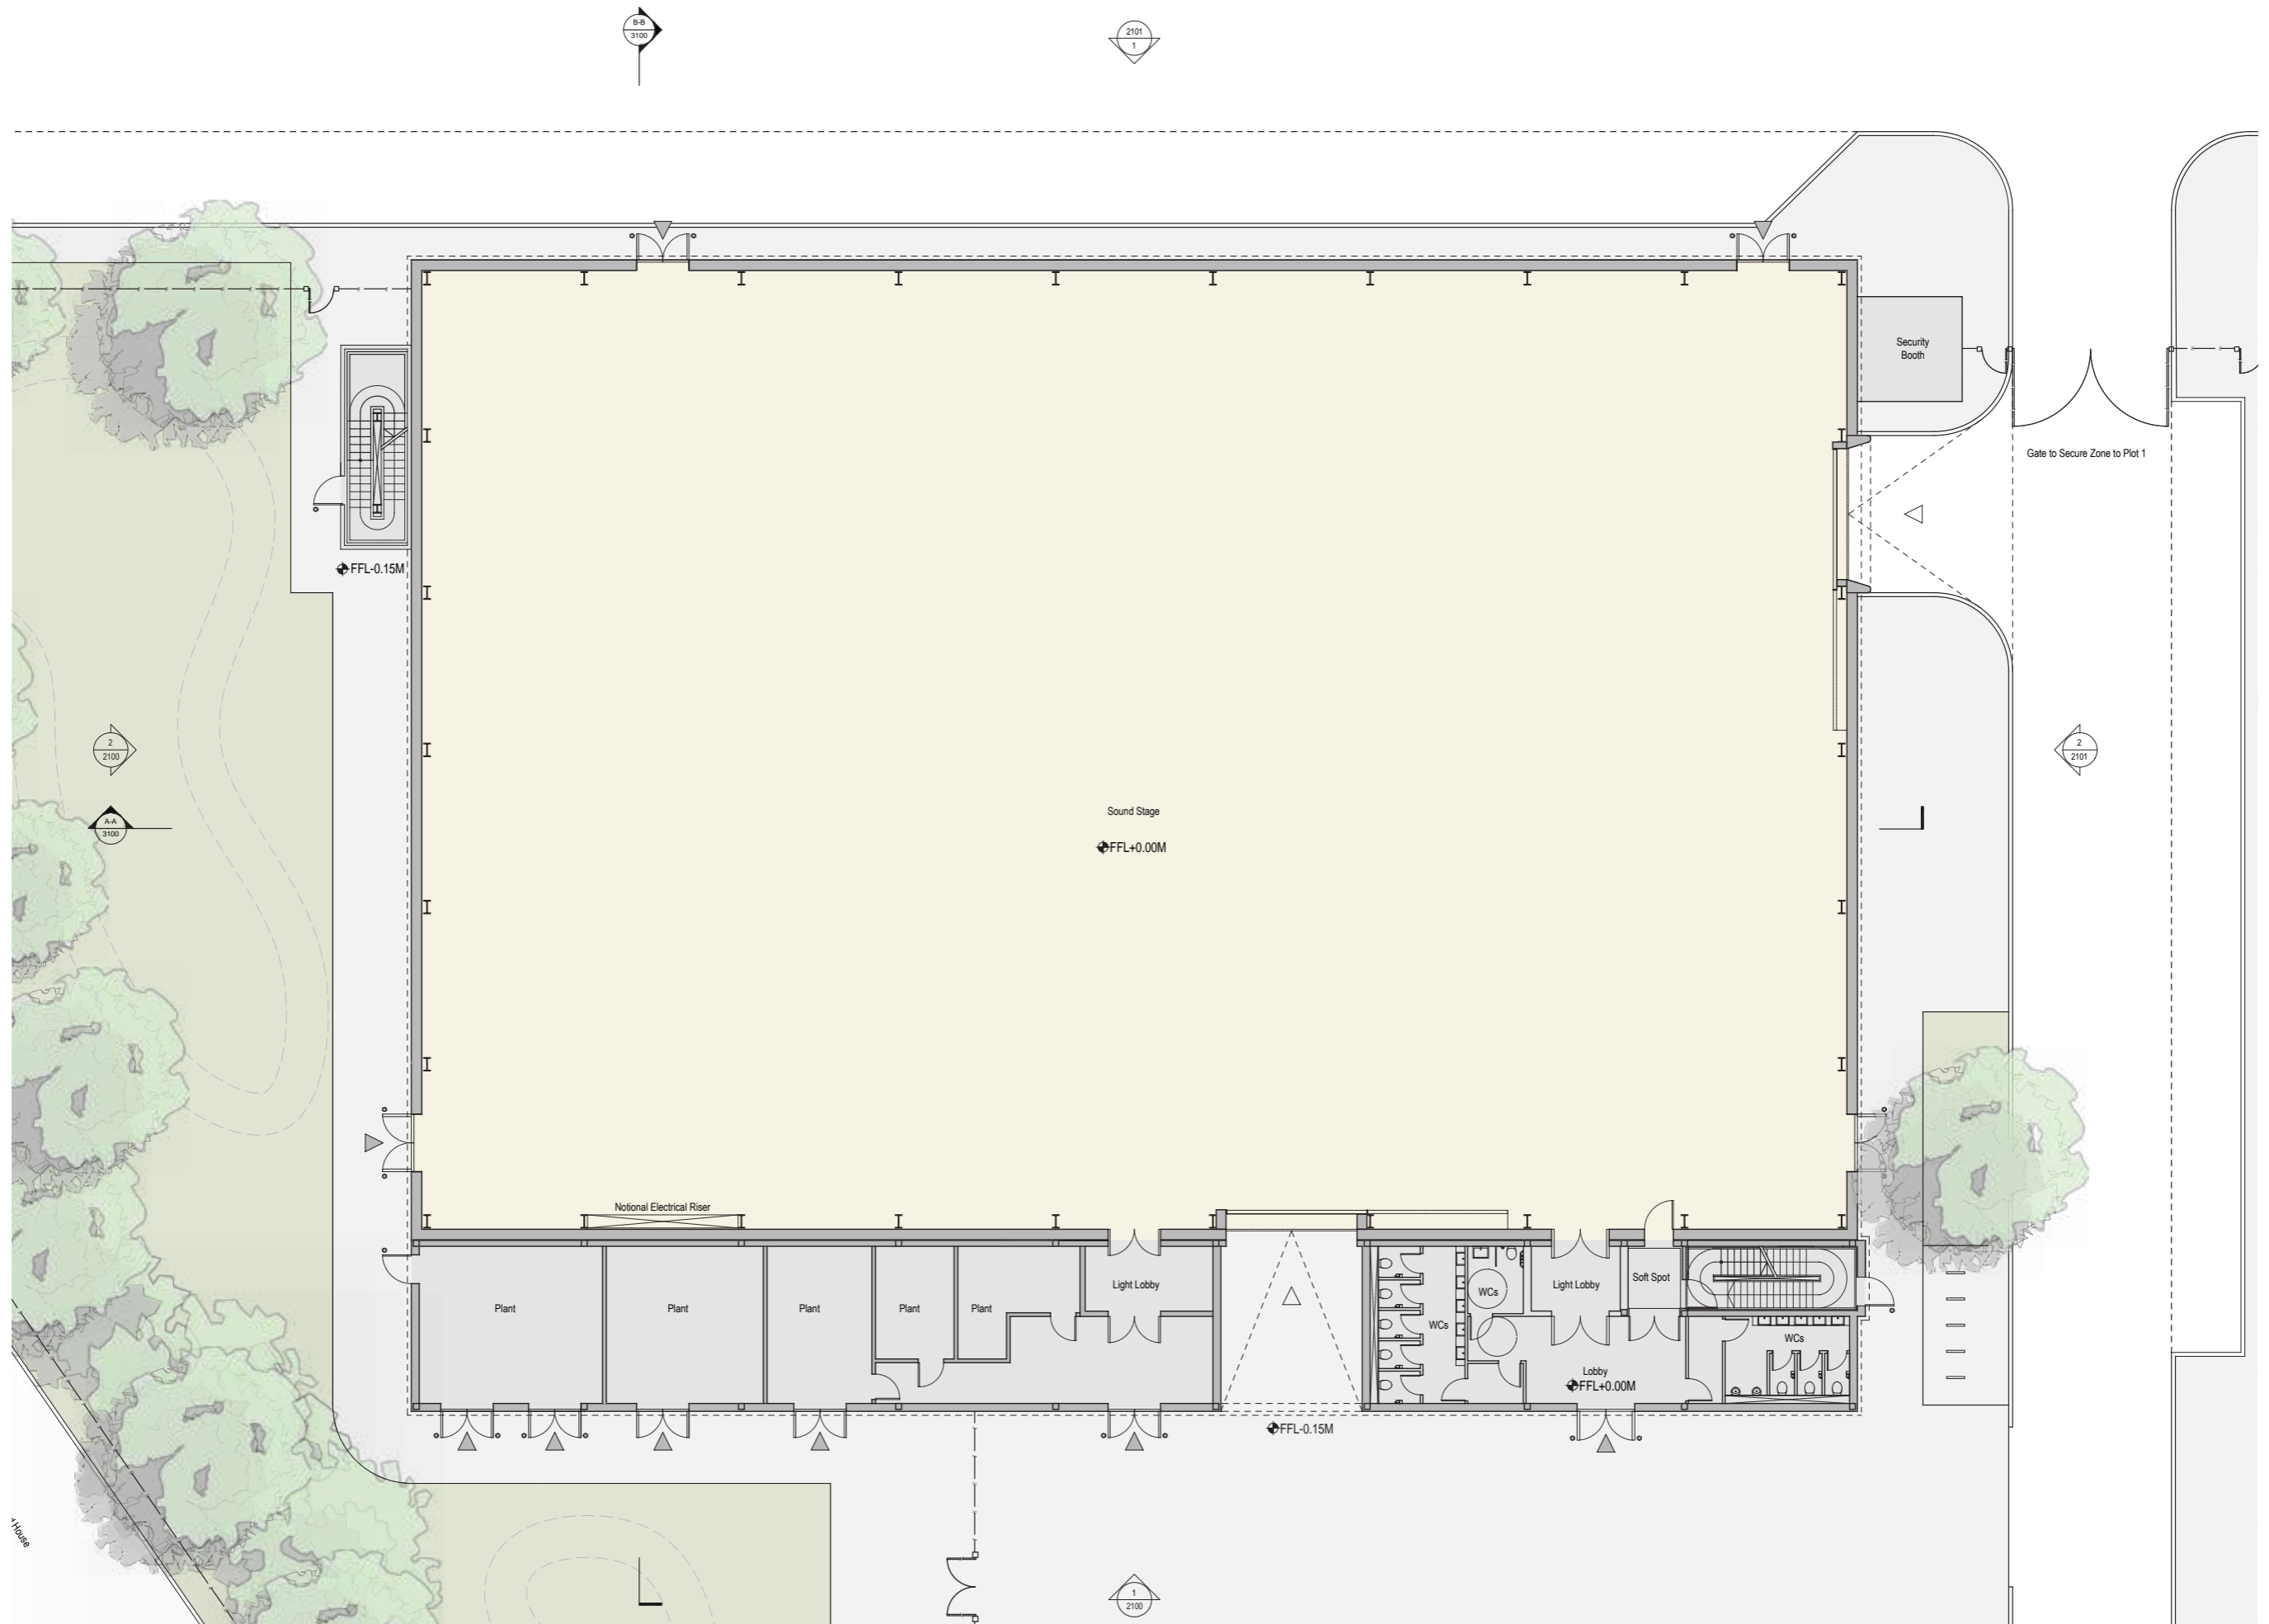 B-B
3100
2101
1
Security
Booth
Gate to Secure Zone to Plot 1
FFL-0.15M
2
2100
2
2101
A-A
3100
Sound Stage
FFL+0.00M
Notional Electrical Riser
Plant
Plant
Plant
Plant
Plant
Light Lobby
WCs
WCs
Light Lobby
Soft Spot
WCs
Lobby
FFL+0.00M
FFL-0.15M
House
1
2100